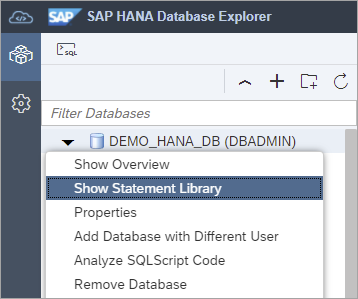 SAP SAP HANA Database Explorer
SQL
Filter Databases
DEMO_HANA_DB (DBADMIN)
Show Overview
Show Statement Library
Properties
Add Database with Different User
Analyze SQLScript Code
Remove Database